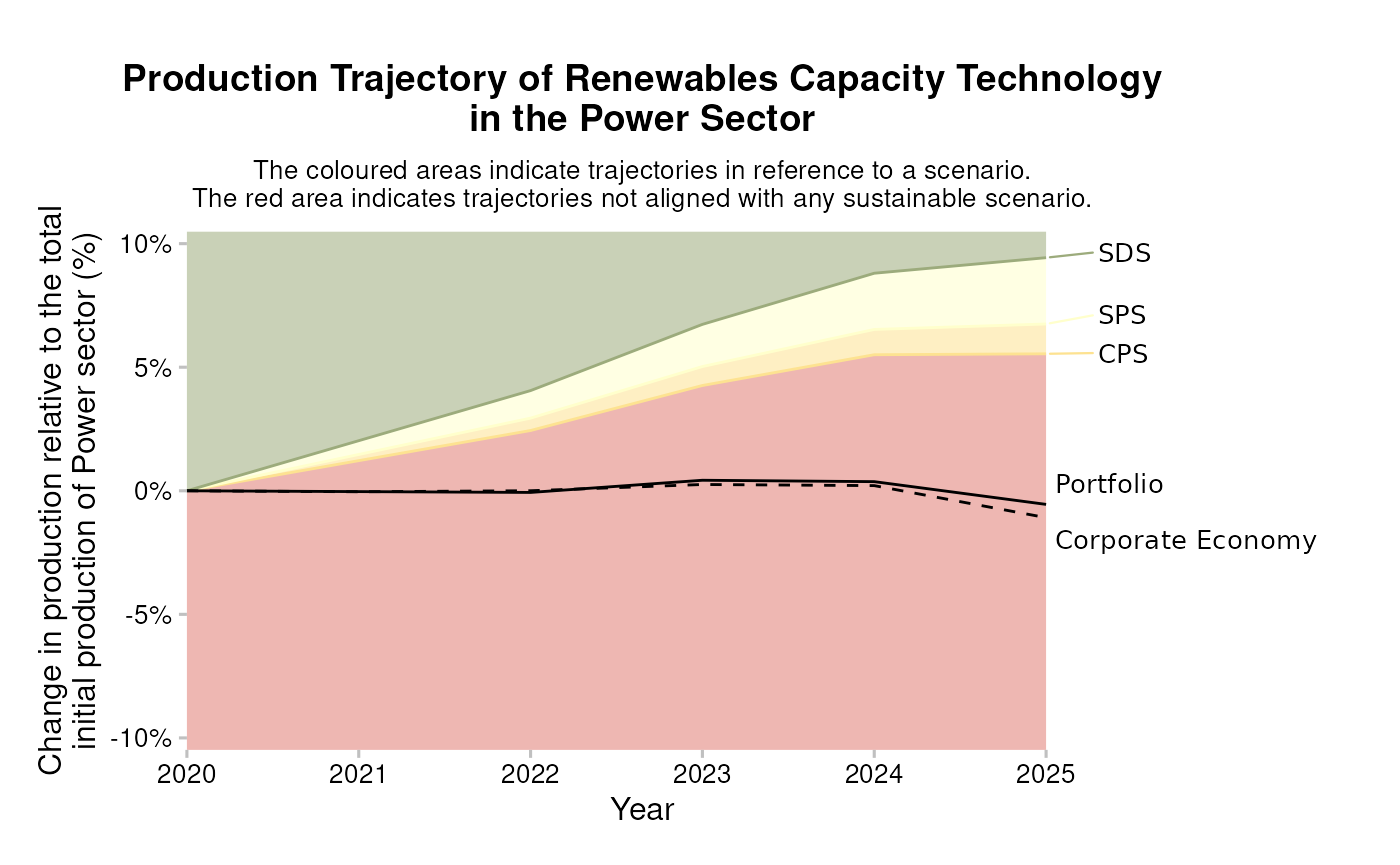 Production Trajectory of Renewables Capacity Technology
in the Power Sector
The coloured areas indicate trajectories in reference to a scenario.
The red area indicates trajectories not aligned with any sustainable scenario.
Change in production relative to the total
initial production of Power sector (%)
10%
5%
0%
-5%
-10%
SDS
SPS
CPS
Portfolio
Corporate Economy
2020 2021 2022 2023 2024 2025
Year